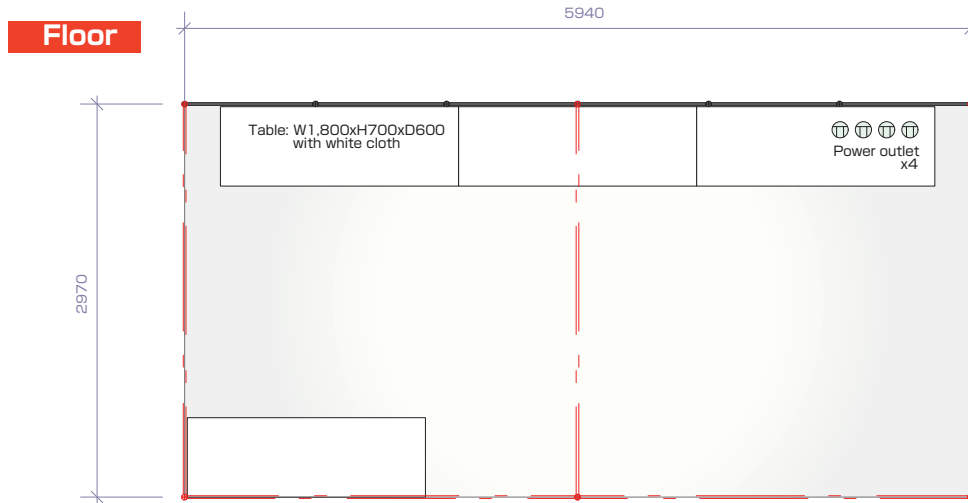 Floor
5940
Table: W1,800xH700xD600
with white cloth
Power outlet
x4
2970